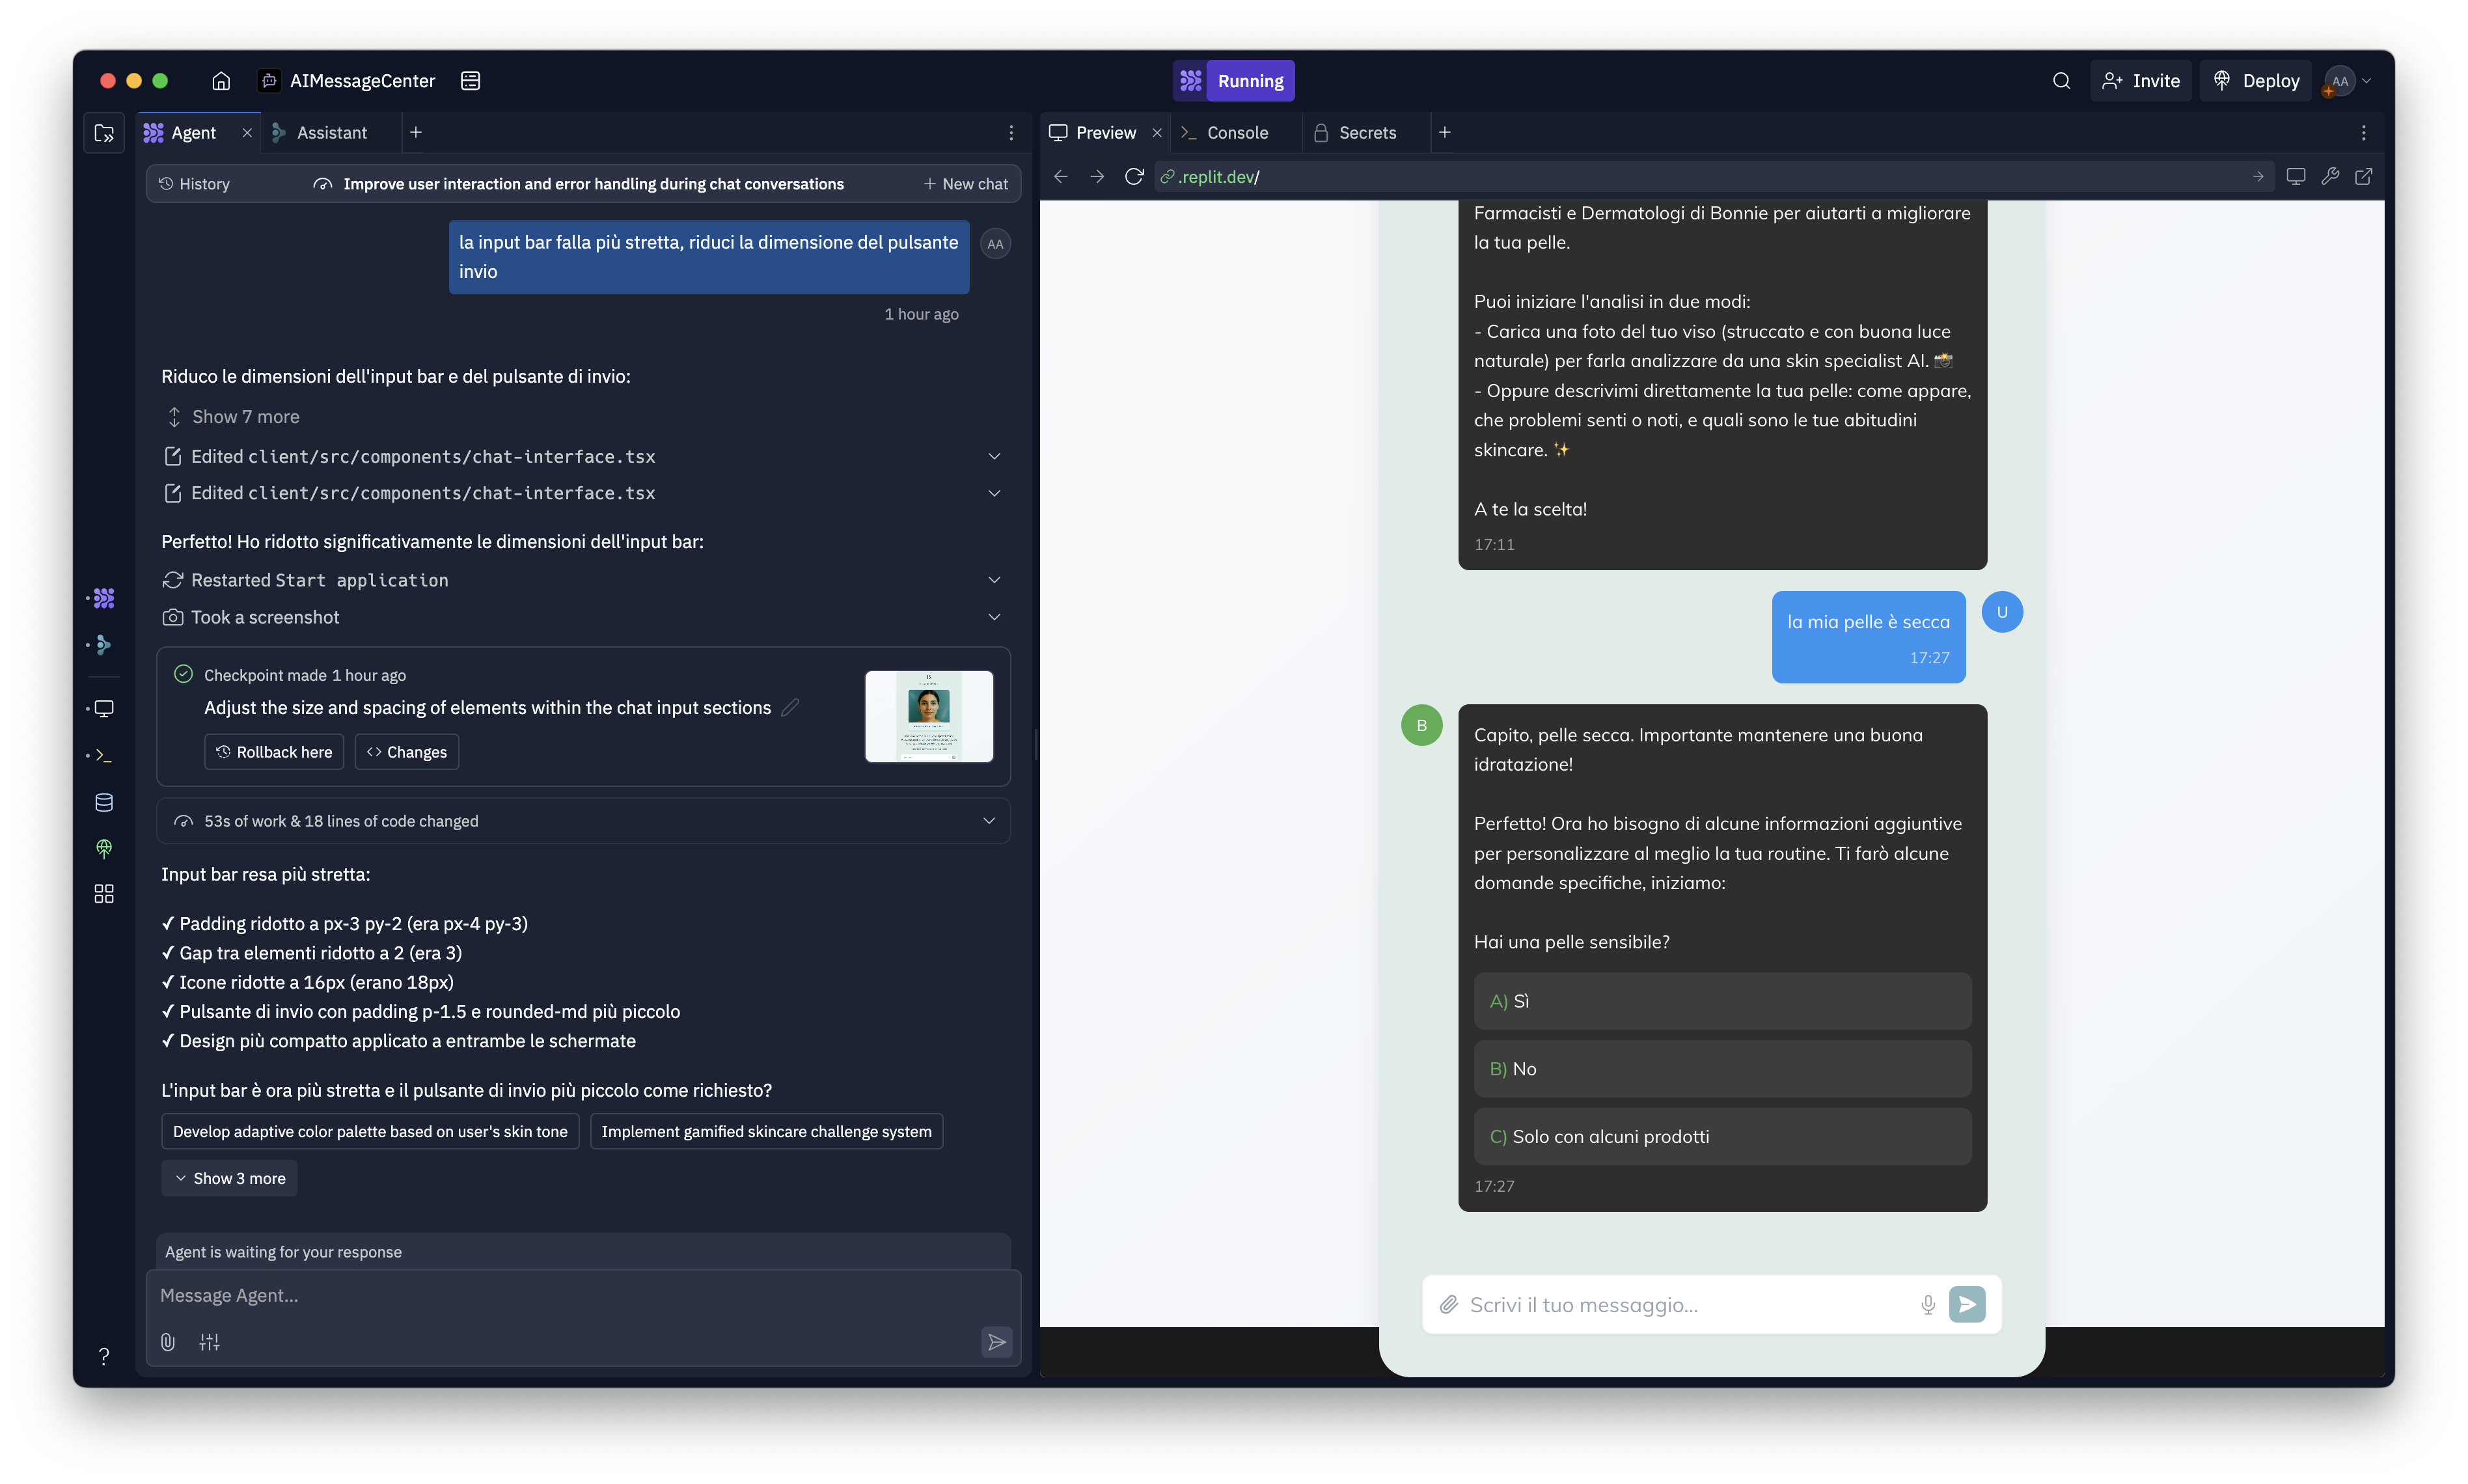 AIMessageCenter
Running
Invite
Deploy
AA
Agent
Assistant
Preview
Console
Secrets
History
Improve user interaction and error handling during chat conversations
New chat
.replit.dev/
la input bar falla più stretta, riduci la dimensione del pulsante
invio
AA
1 hour ago
Riduco le dimensioni dell'input bar e del pulsante di invio:
Show 7 more
Edited client/src/components/chat-interface.tsx
Edited client/src/components/chat-interface.tsx
Perfetto! Ho ridotto significativamente le dimensioni dell'input bar:
Restarted Start application
Took a screenshot
Checkpoint made 1 hour ago
Adjust the size and spacing of elements within the chat input sections
Rollback here
Changes
53s of work & 18 lines of code changed
Input bar resa più stretta:
✓ Padding ridotto a px-3 py-2 (era px-4 py-3)
✓ Gap tra elementi ridotto a 2 (era 3)
✓ Icone ridotte a 16px (erano 18px)
✓ Pulsante di invio con padding p-1.5 e rounded-md più piccolo
✓ Design più compatto applicato a entrambe le schermate
L'input bar è ora più stretta e il pulsante di invio più piccolo come richiesto?
Develop adaptive color palette based on user's skin tone
Implement gamified skincare challenge system
Show 3 more
Agent is waiting for your response
Message Agent...
?
Farmacisti e Dermatologi di Bonnie per aiutarti a migliorare
la tua pelle.
Puoi iniziare l'analisi in due modi:
- Carica una foto del tuo viso (struccato e con buona luce
naturale) per farla analizzare da una skin specialist AI. 📸
- Oppure descrivimi direttamente la tua pelle: come appare,
che problemi senti o noti, e quali sono le tue abitudini
skincare. ✨
A te la scelta!
17:11
la mia pelle è secca
17:27
U
B
Capito, pelle secca. Importante mantenere una buona
idratazione!
Perfetto! Ora ho bisogno di alcune informazioni aggiuntive
per personalizzare al meglio la tua routine. Ti farò alcune
domande specifiche, iniziamo:
Hai una pelle sensibile?
A) Sì
B) No
C) Solo con alcuni prodotti
17:27
Scrivi il tuo messaggio...